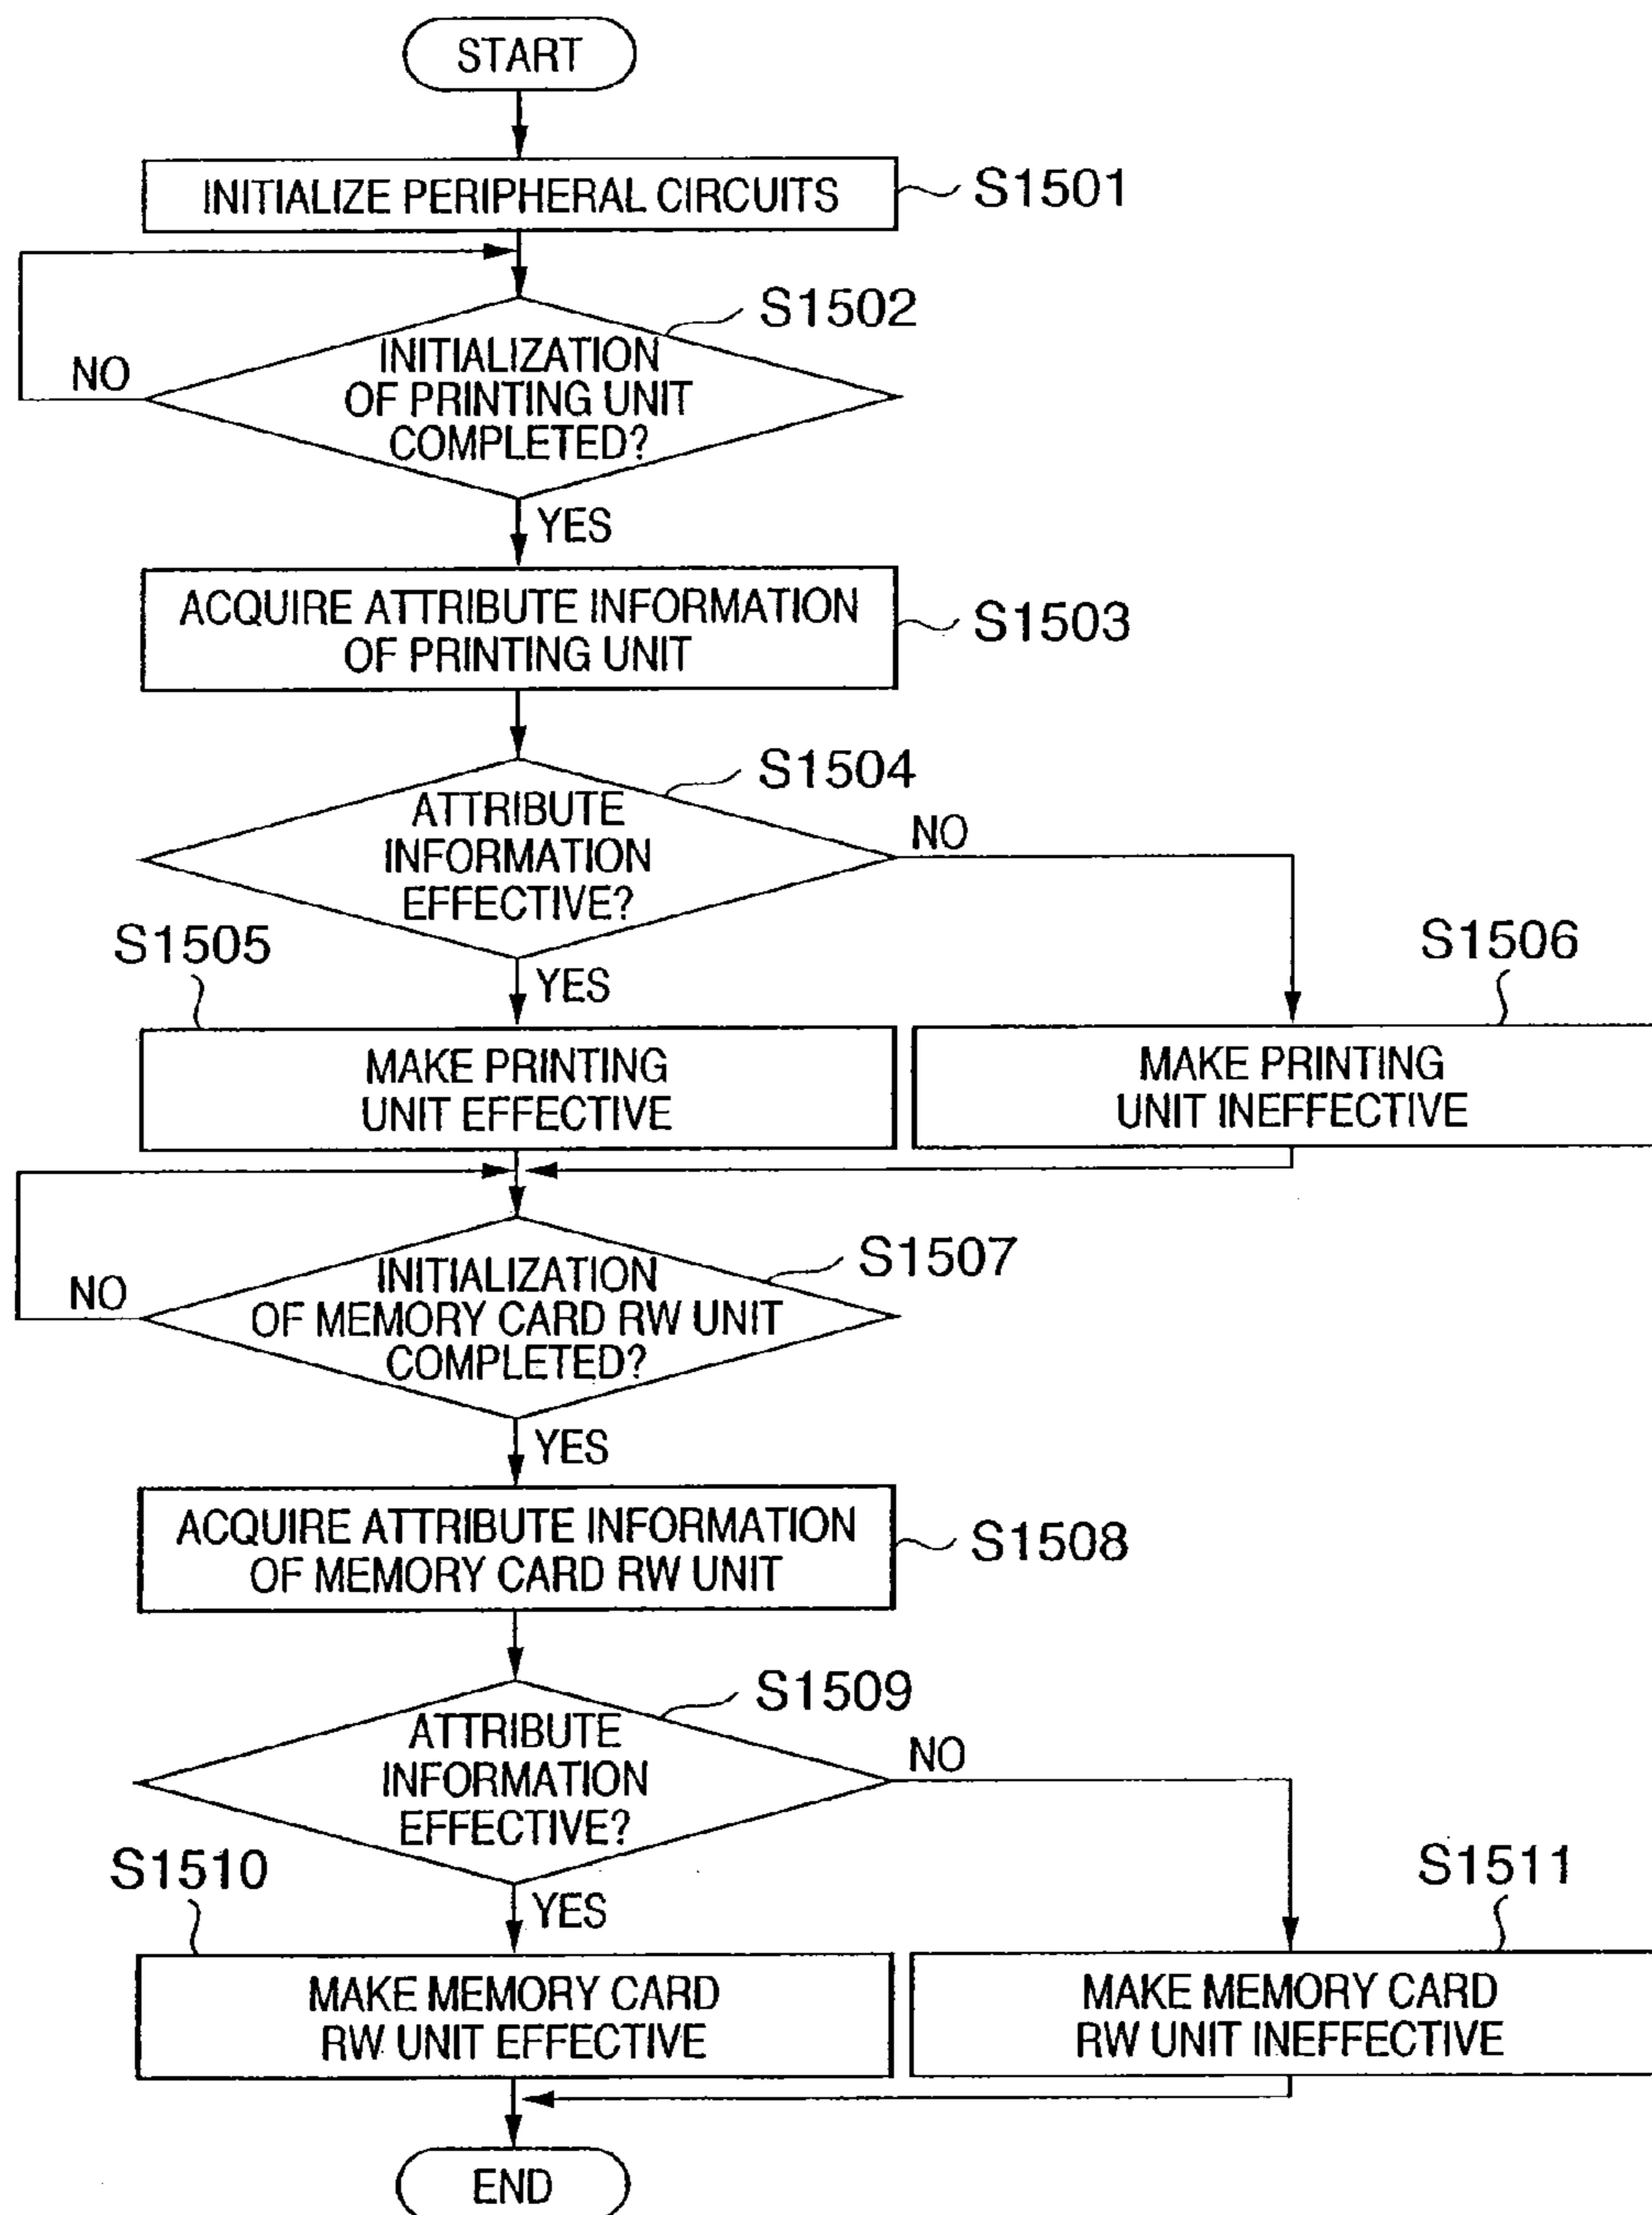 START
INITIALIZE PERIPHERAL CIRCUITS
S1501
S1502
INITIALIZATION
OF PRINTING UNIT
COMPLETED?
NO
YES
ACQUIRE ATTRIBUTE INFORMATION
OF PRINTING UNIT
S1503
S1504
ATTRIBUTE
INFORMATION
EFFECTIVE?
NO
YES
S1505
S1506
MAKE PRINTING
UNIT EFFECTIVE
MAKE PRINTING
UNIT INEFFECTIVE
S1507
INITIALIZATION
OF MEMORY CARD RW UNIT
COMPLETED?
NO
YES
ACQUIRE ATTRIBUTE INFORMATION
OF MEMORY CARD RW UNIT
S1508
S1509
ATTRIBUTE
INFORMATION
EFFECTIVE?
NO
YES
S1510
S1511
MAKE MEMORY CARD
RW UNIT EFFECTIVE
MAKE MEMORY CARD
RW UNIT INEFFECTIVE
END